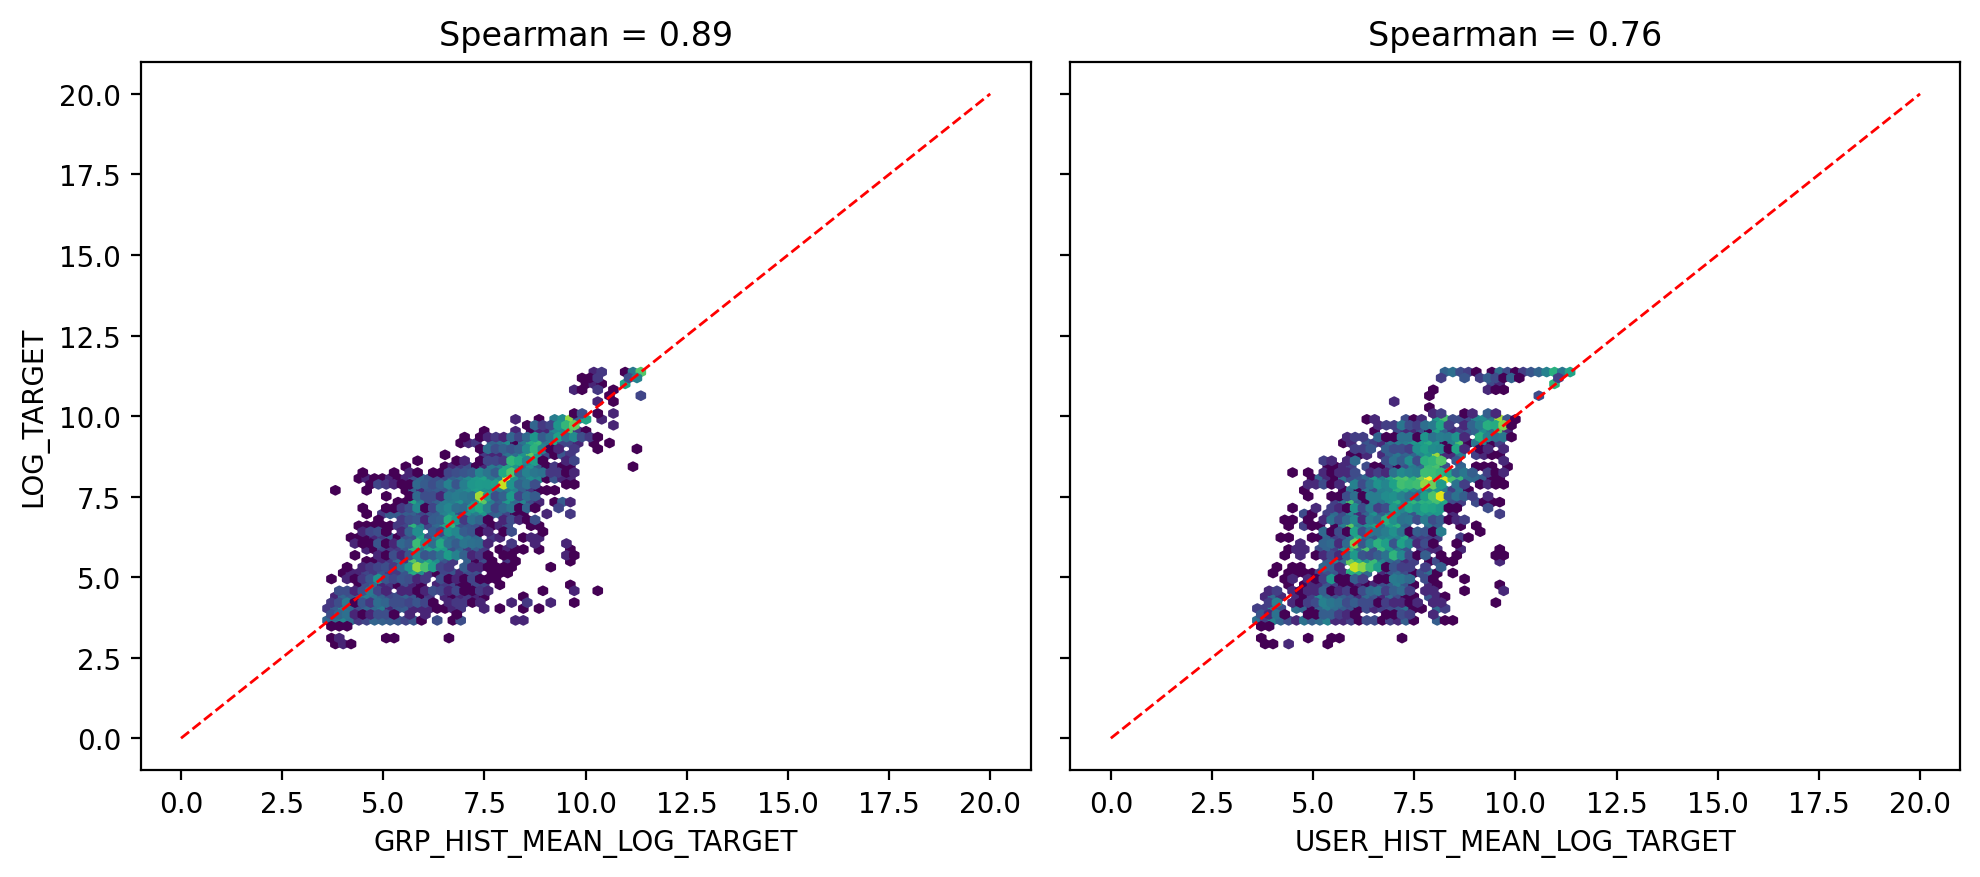 Spearman = 0.89
Spearman = 0.76
20.0
17.5
15.0
12.5
10.0
7.5
5.0
2.5
0.0
LOG_TARGET
0.0 2.5 5.0 7.5 10.0 12.5 15.0 17.5 20.0
0.0 2.5 5.0 7.5 10.0 12.5 15.0 17.5 20.0
GRP_HIST_MEAN_LOG_TARGET
USER_HIST_MEAN_LOG_TARGET